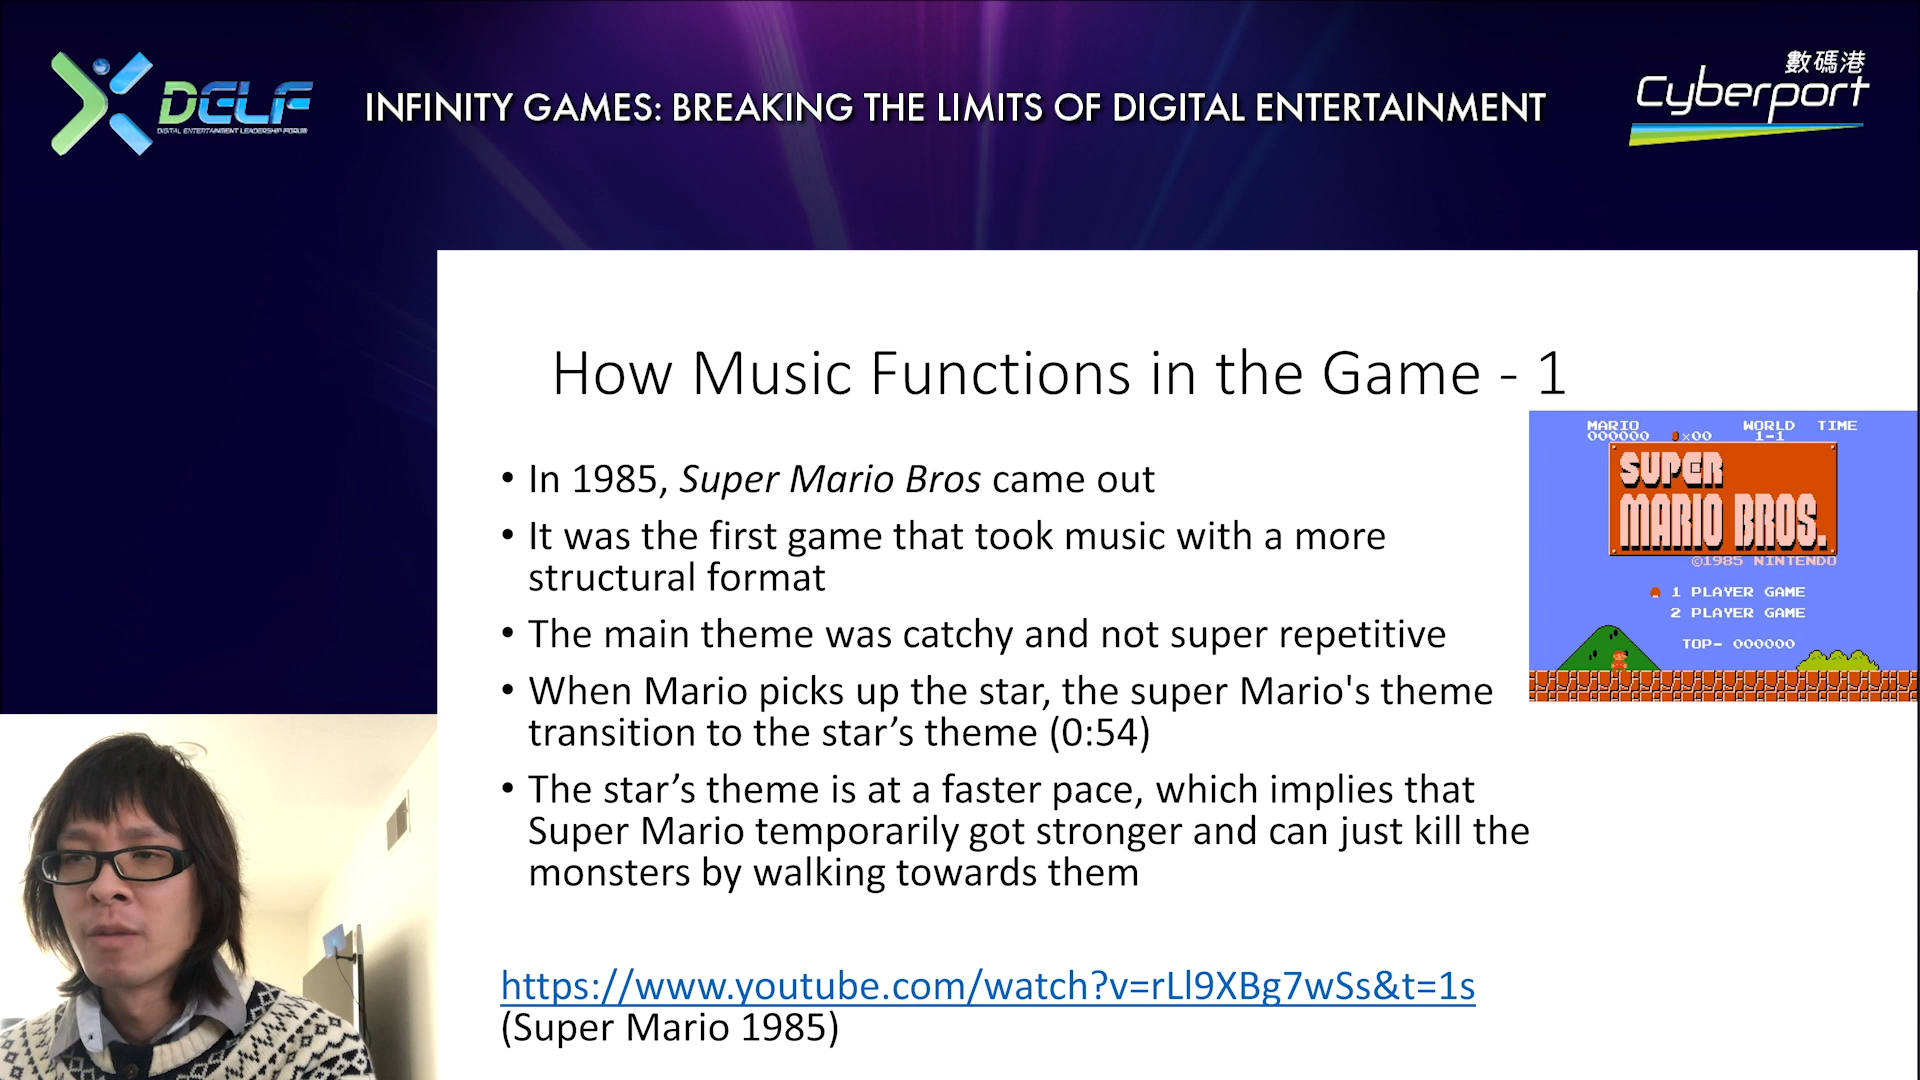 DELF
DIGITAL ENTERTAINMENT LEADERSHIP FORUM
INFINITY GAMES: BREAKING THE LIMITS OF DIGITAL ENTERTAINMENT
數碼港
Cyberport
How Music Functions in the Game - 1
• In 1985, Super Mario Bros came out
• It was the first game that took music with a more
structural format
• The main theme was catchy and not super repetitive
• When Mario picks up the star, the super Mario's theme
transition to the star’s theme (0:54)
• The star’s theme is at a faster pace, which implies that
Super Mario temporarily got stronger and can just kill the
monsters by walking towards them
https://www.youtube.com/watch?v=rLl9XBg7wSs&t=1s
(Super Mario 1985)
MARIO WORLD TIME
000000 ×00 1-1
SUPER
MARIO BROS.
©1985 NINTENDO
1 PLAYER GAME
2 PLAYER GAME
TOP- 000000